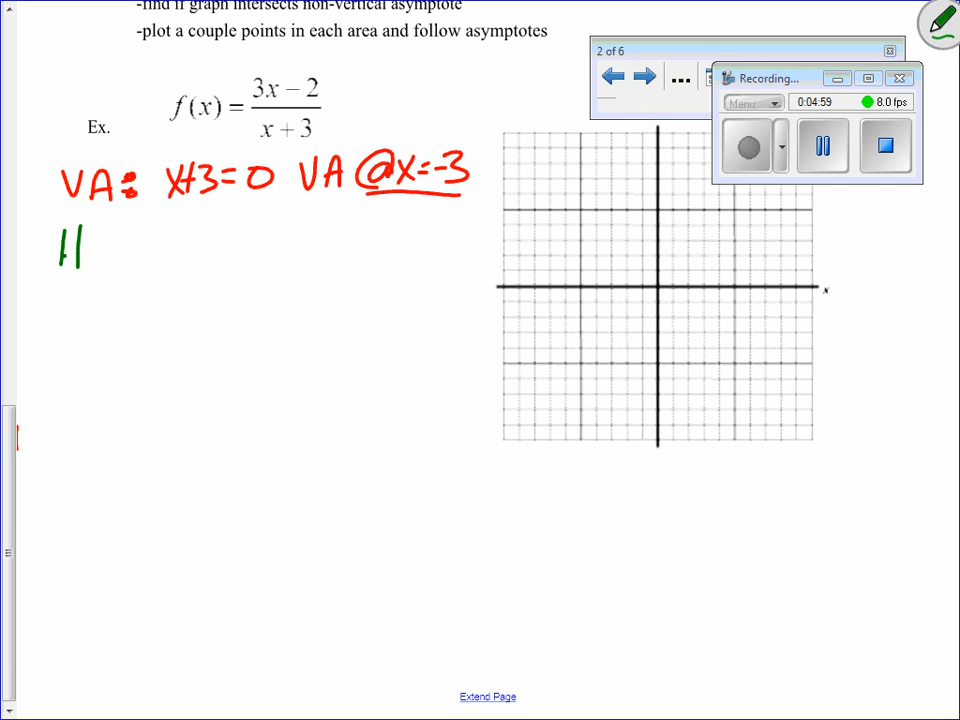 -find if graph intersects non-vertical asymptote
-plot a couple points in each area and follow asymptotes
2 of 6
Recording...
Menu
0:04:59
8.0 fps
Ex.
f(x) = (3x − 2)/(x + 3)
VA: x+3=0 VA @x=-3
H
x
Extend Page